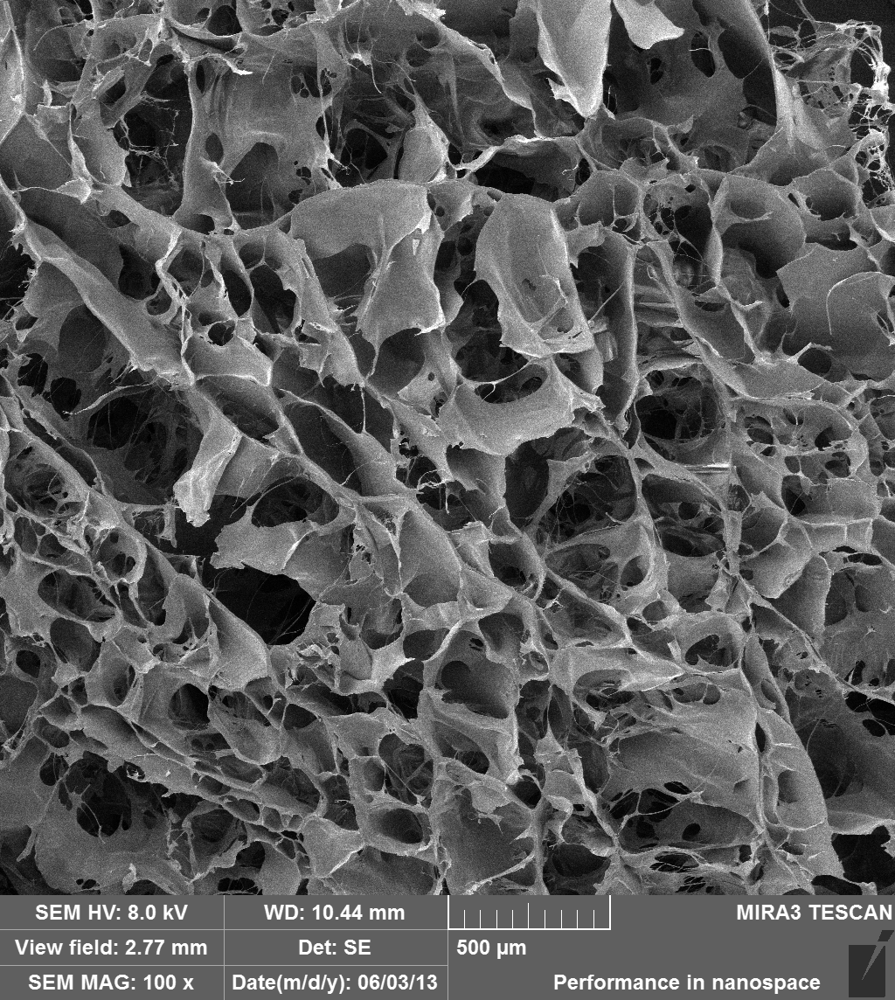 SEM HV: 8.0 kV
WD: 10.44 mm
MIRA3 TESCAN
View field: 2.77 mm
Det: SE
500 µm
SEM MAG: 100 x
Date(m/d/y): 06/03/13
Performance in nanospace